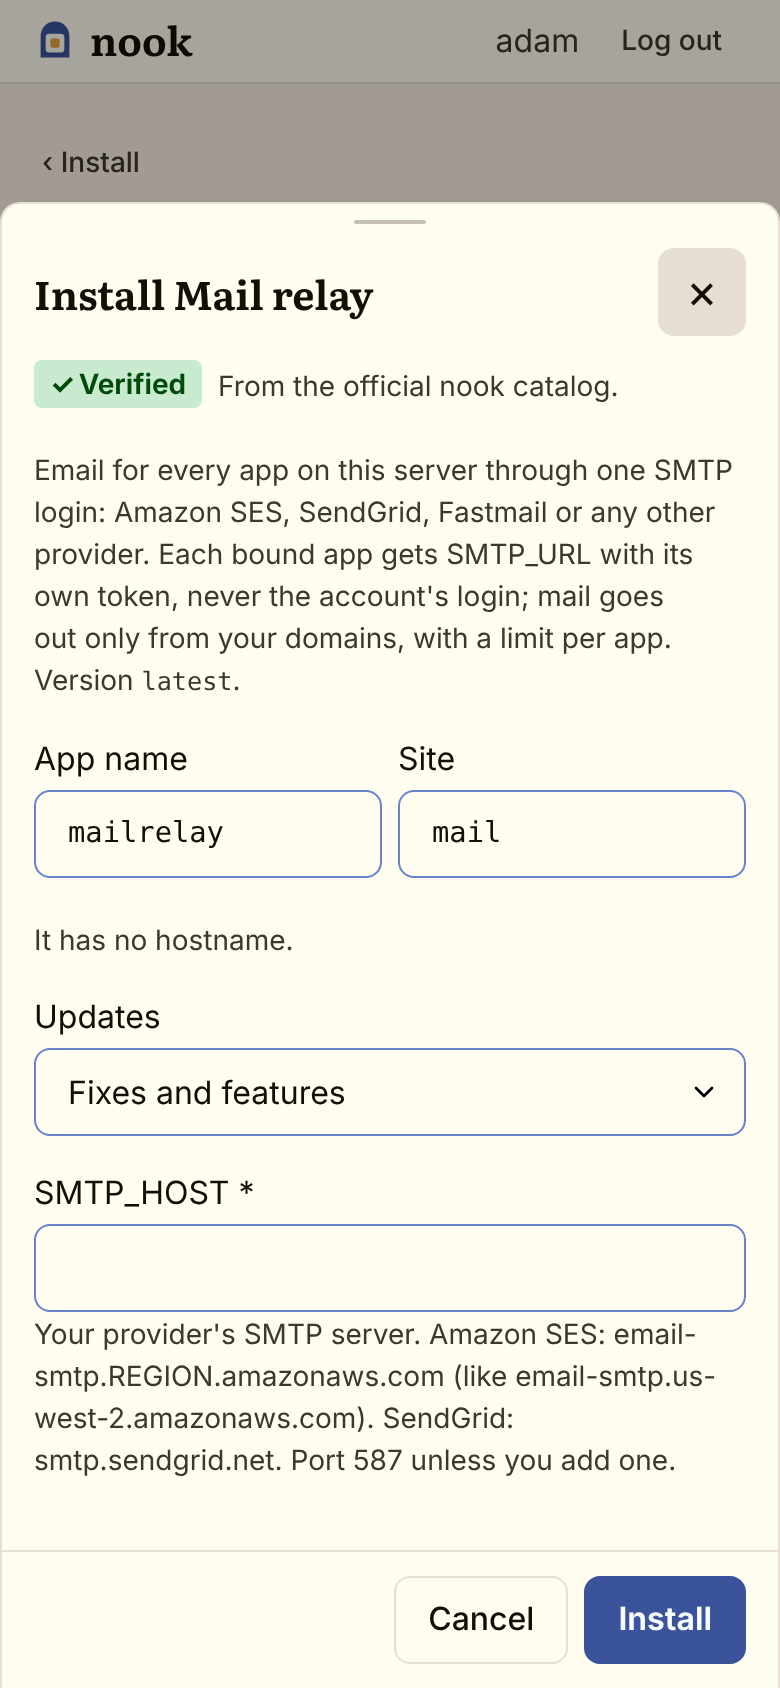 nook
adam
Log out
‹ Install
Install Mail relay
✕
✓ Verified
From the official nook catalog.
Email for every app on this server through one SMTP
login: Amazon SES, SendGrid, Fastmail or any other
provider. Each bound app gets SMTP_URL with its
own token, never the account's login; mail goes
out only from your domains, with a limit per app.
Version latest.
App name
Site
mailrelay
mail
It has no hostname.
Updates
Fixes and features
SMTP_HOST *
Your provider's SMTP server. Amazon SES: email-
smtp.REGION.amazonaws.com (like email-smtp.us-
west-2.amazonaws.com). SendGrid:
smtp.sendgrid.net. Port 587 unless you add one.
Cancel
Install